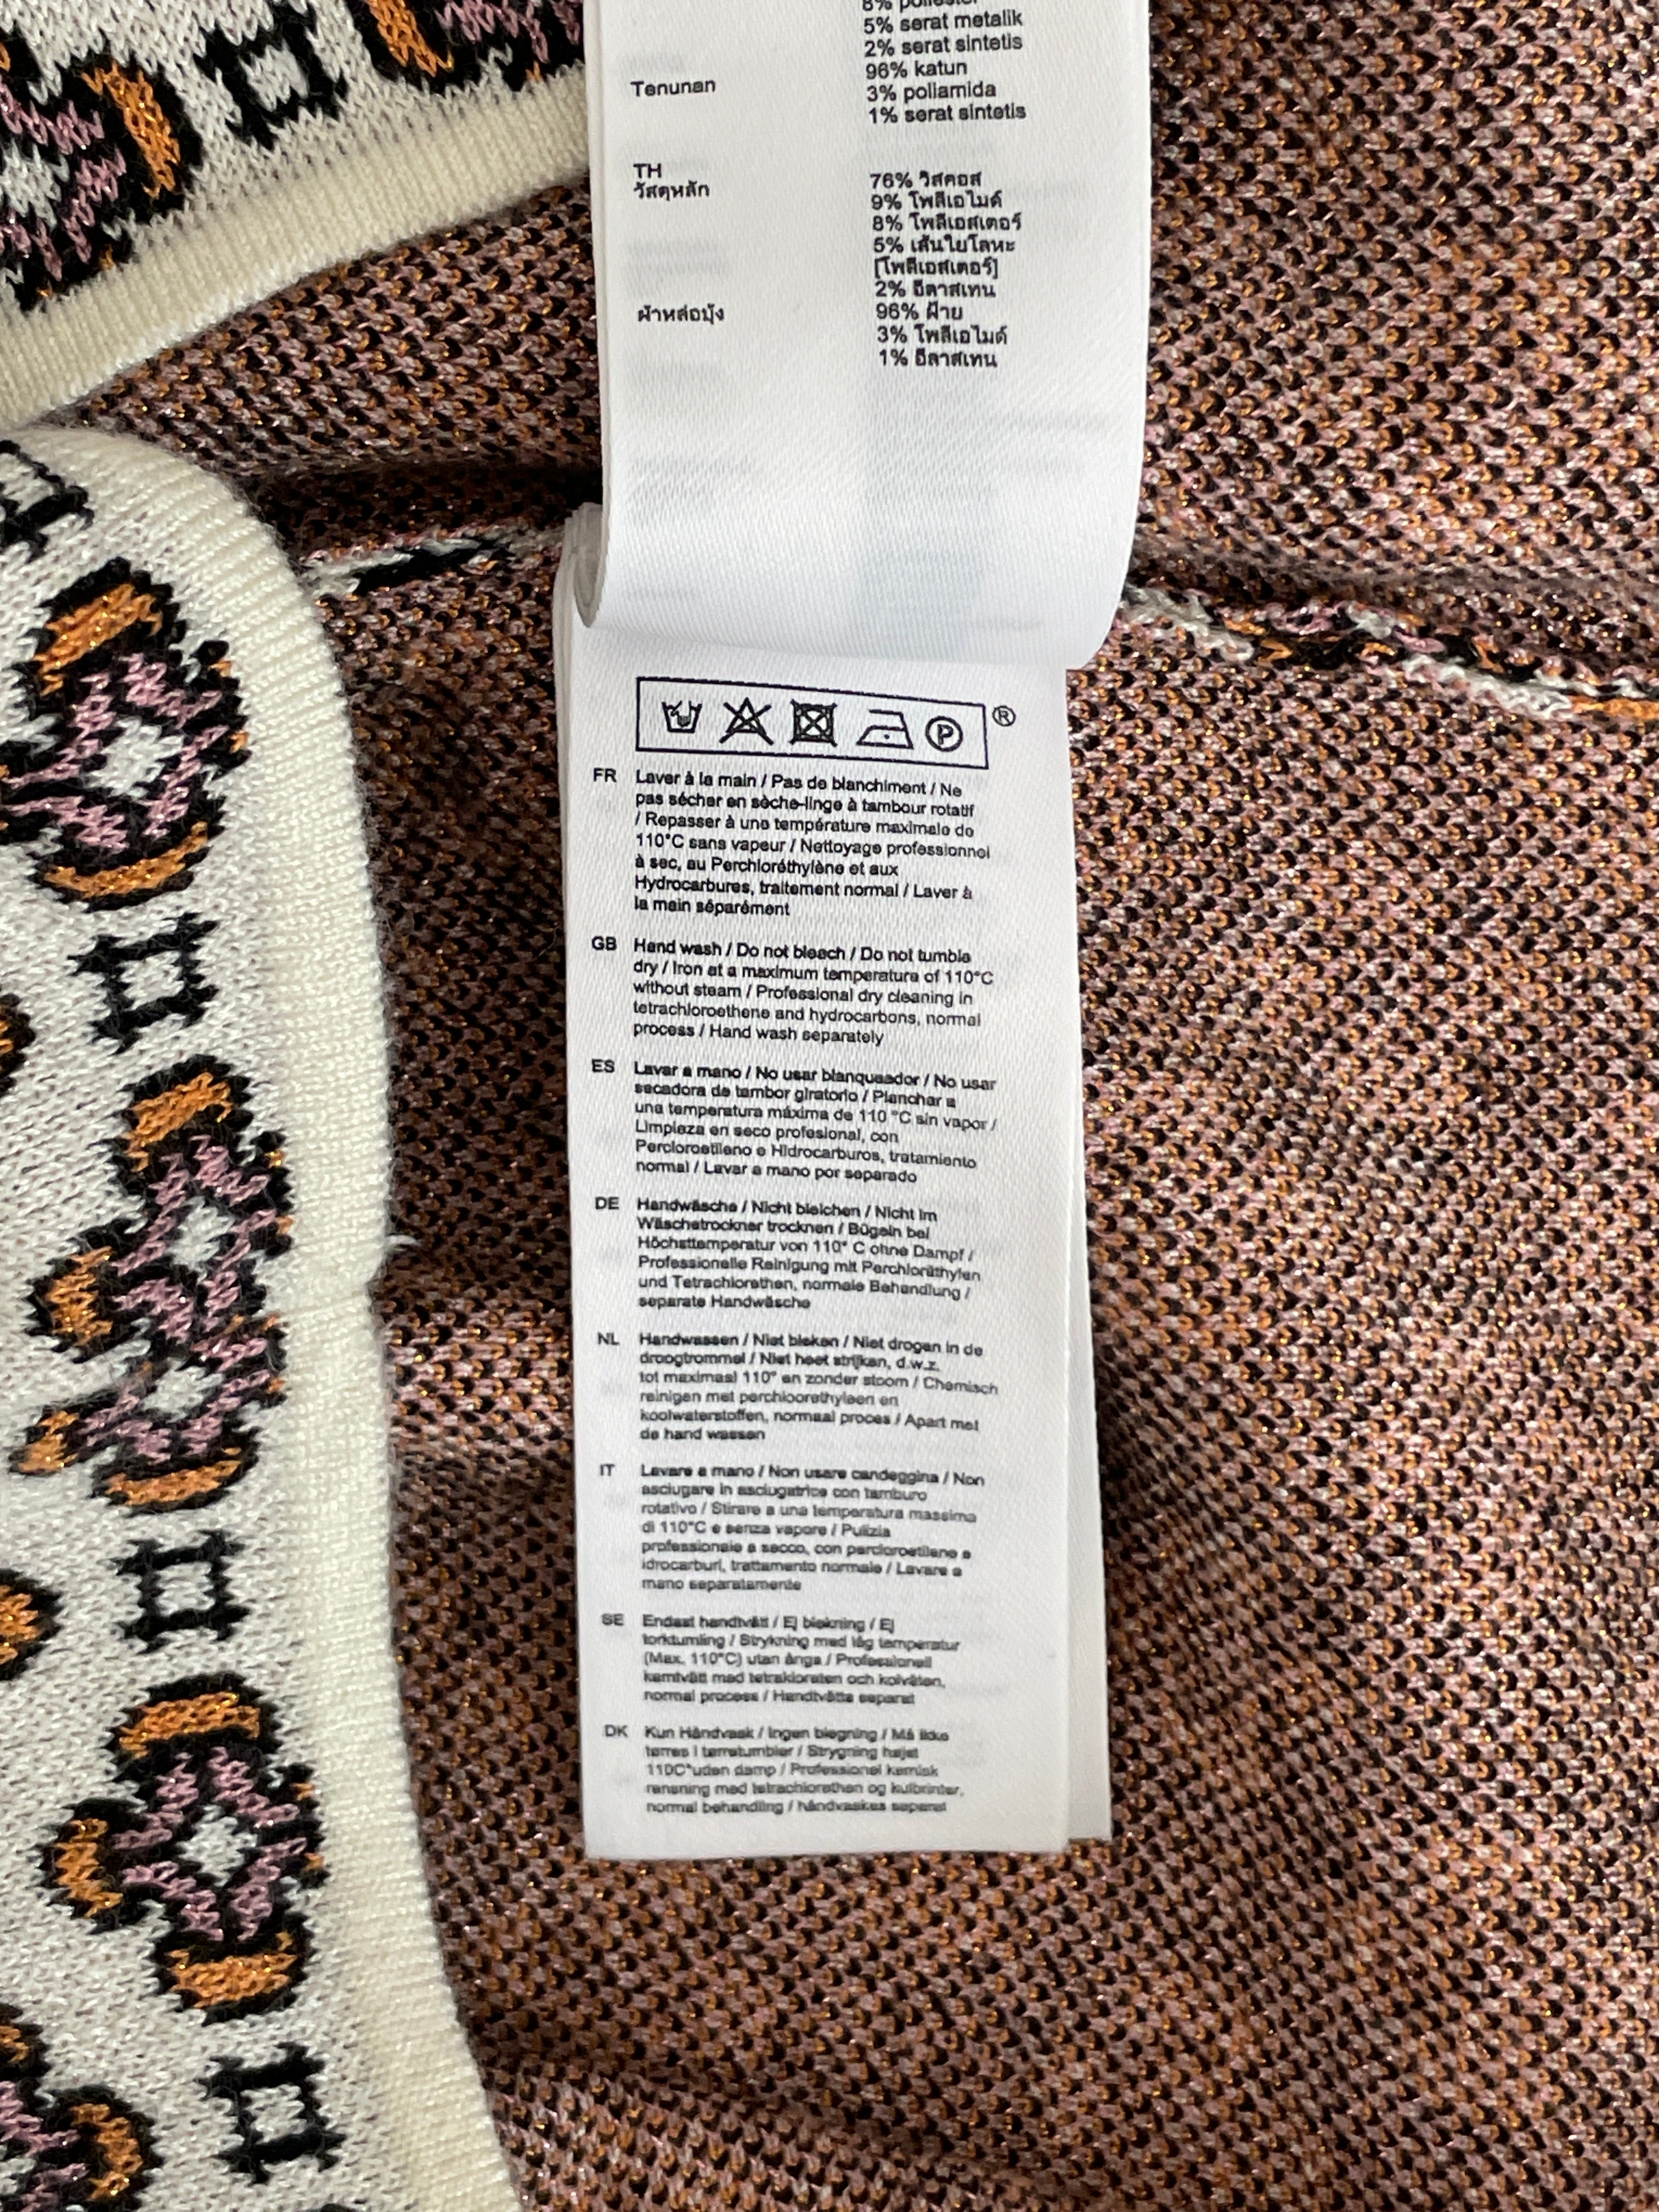 8% poliester
5% serat metalik
2% serat sintetis
Tenunan 96% katun
3% poliamida
1% serat sintetis
TH
วัสดุหลัก 76% วิสคอส
9% โพลีเอไมด์
8% โพลีเอสเตอร์
5% เส้นใยโลหะ
[โพลีเอสเตอร์]
2% อีลาสเทน
ผ้าหล่อมุ้ง 96% ฝ้าย
3% โพลีเอไมด์
1% อีลาสเทน
P ®
FR Laver à la main / Pas de blanchiment / Ne
pas sécher en sèche-linge à tambour rotatif
/ Repasser à une température maximale de
110°C sans vapeur / Nettoyage professionnel
à sec, au Perchloréthylène et aux
Hydrocarbures, traitement normal / Laver à
la main séparément
GB Hand wash / Do not bleach / Do not tumble
dry / Iron at a maximum temperature of 110°C
without steam / Professional dry cleaning in
tetrachloroethene and hydrocarbons, normal
process / Hand wash separately
ES Lavar a mano / No usar blanqueador / No usar
secadora de tambor giratorio / Planchar a
una temperatura máxima de 110 °C sin vapor /
Limpieza en seco profesional, con
Percloroetileno e Hidrocarburos, tratamiento
normal / Lavar a mano por separado
DE Handwäsche / Nicht bleichen / Nicht im
Wäschetrockner trocknen / Bügeln bei
Höchsttemperatur von 110° C ohne Dampf /
Professionelle Reinigung mit Perchloräthylen
und Tetrachlorethen, normale Behandlung /
separate Handwäsche
NL Handwassen / Niet bleken / Niet drogen in de
droogtrommel / Niet heet strijken, d.w.z.
tot maximaal 110° en zonder stoom / Chemisch
reinigen met perchloorethyleen en
koolwaterstoffen, normaal proces / Apart met
de hand wassen
IT Lavare a mano / Non usare candeggina / Non
asciugare in asciugatrice con tamburo
rotativo / Stirare a una temperatura massima
di 110°C e senza vapore / Pulizia
professionale a secco, con percloroetilene e
idrocarburi, trattamento normale / Lavare a
mano separatamente
SE Endast handtvätt / Ej blekning / Ej
torktumling / Strykning med låg temperatur
(Max. 110°C) utan ånga / Professionell
kemtvätt med tetrakloreten och kolväten,
normal process / Handtvätta separat
DK Kun Håndvask / Ingen blegning / Må ikke
tørres i tørretumbler / Strygning højst
110C°uden damp / Professionel kemisk
rensning med tetrachlorethen og kulbrinter,
normal behandling / håndvaskes separat